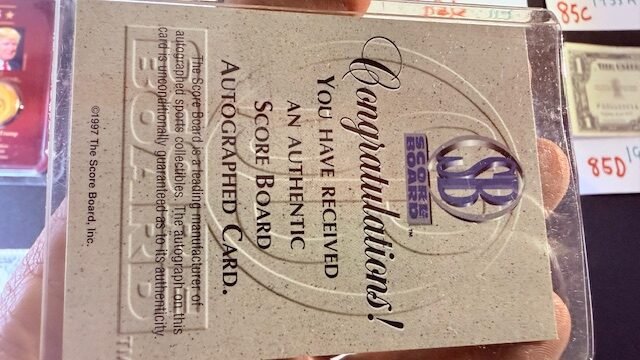 SB
SCORE
BOARD™
Congratulations!
YOU HAVE RECEIVED
AN AUTHENTIC
SCORE BOARD
AUTOGRAPHED CARD.
The Score Board is a leading manufacturer of
autographed sports collectibles. The autograph on this
card is unconditionally guaranteed as to its authenticity.
BOARD
©1997 The Score Board, Inc.
85C
85D